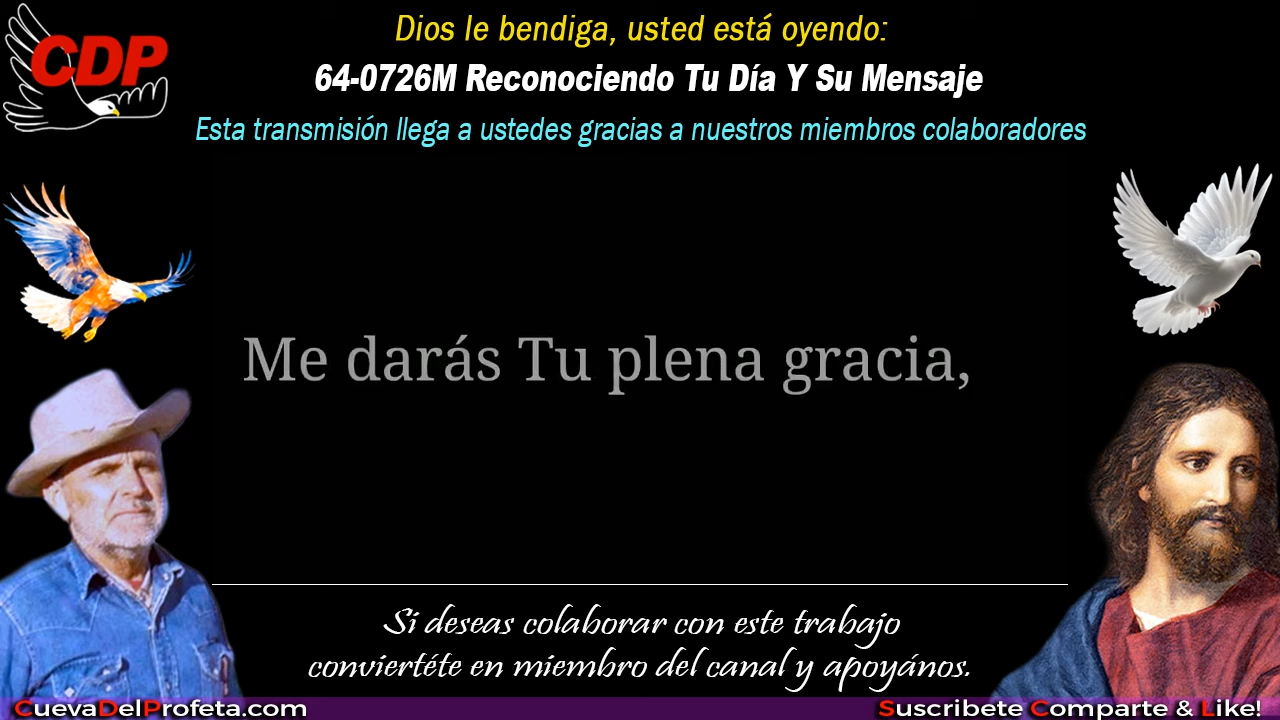 CDP
Dios le bendiga, usted está oyendo:
64-0726M Reconociendo Tu Día Y Su Mensaje
Esta transmisión llega a ustedes gracias a nuestros miembros colaboradores
Me darás Tu plena gracia,
Si deseas colaborar con este trabajo
conviertéte en miembro del canal y apoyános.
CuevaDelProfeta.com
Suscribete Comparte & Like!